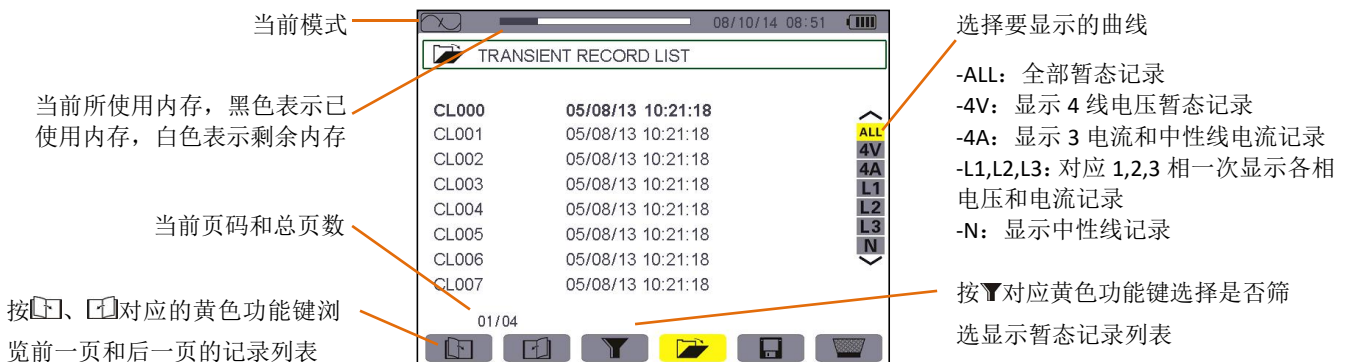 当前模式
当前所使用内存，黑色表示已
使用内存，白色表示剩余内存
当前页码和总页数
按、对应的黄色功能键浏
览前一页和后一页的记录列表
08/10/14 08:51
TRANSIENT RECORD LIST
CL000 05/08/13 10:21:18
CL001 05/08/13 10:21:18
CL002 05/08/13 10:21:18
CL003 05/08/13 10:21:18
CL004 05/08/13 10:21:18
CL005 05/08/13 10:21:18
CL006 05/08/13 10:21:18
CL007 05/08/13 10:21:18
01/04
ALL
4V
4A
L1
L2
L3
N
选择要显示的曲线
-ALL：全部暂态记录
-4V：显示 4 线电压暂态记录
-4A：显示 3 电流和中性线电流记录
-L1,L2,L3：对应 1,2,3 相一次显示各相
电压和电流记录
-N：显示中性线记录
按对应黄色功能键选择是否筛
选显示暂态记录列表